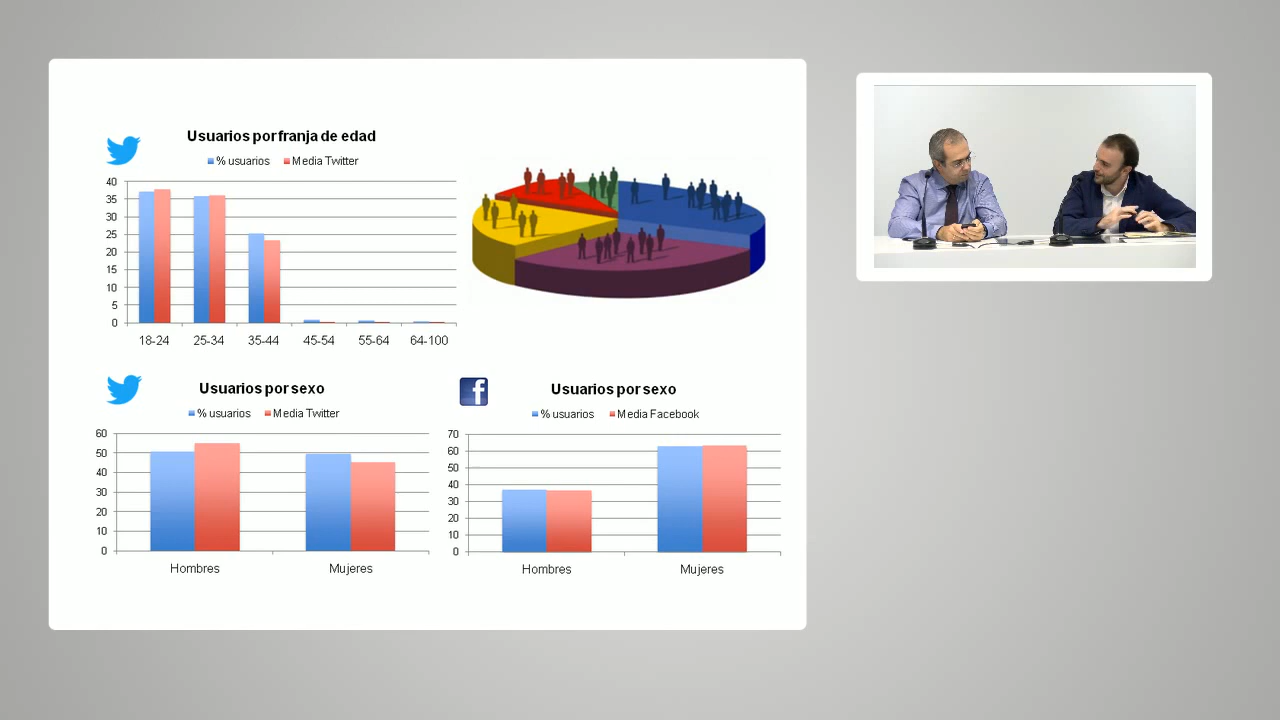 Usuarios por franja de edad
% usuarios Media Twitter
40
35
30
25
20
15
10
5
0
18-24 25-34 35-44 45-54 55-64 64-100
Usuarios por sexo
% usuarios Media Twitter
60
50
40
30
20
10
0
Hombres Mujeres
f
Usuarios por sexo
% usuarios Media Facebook
70
60
50
40
30
20
10
0
Hombres Mujeres